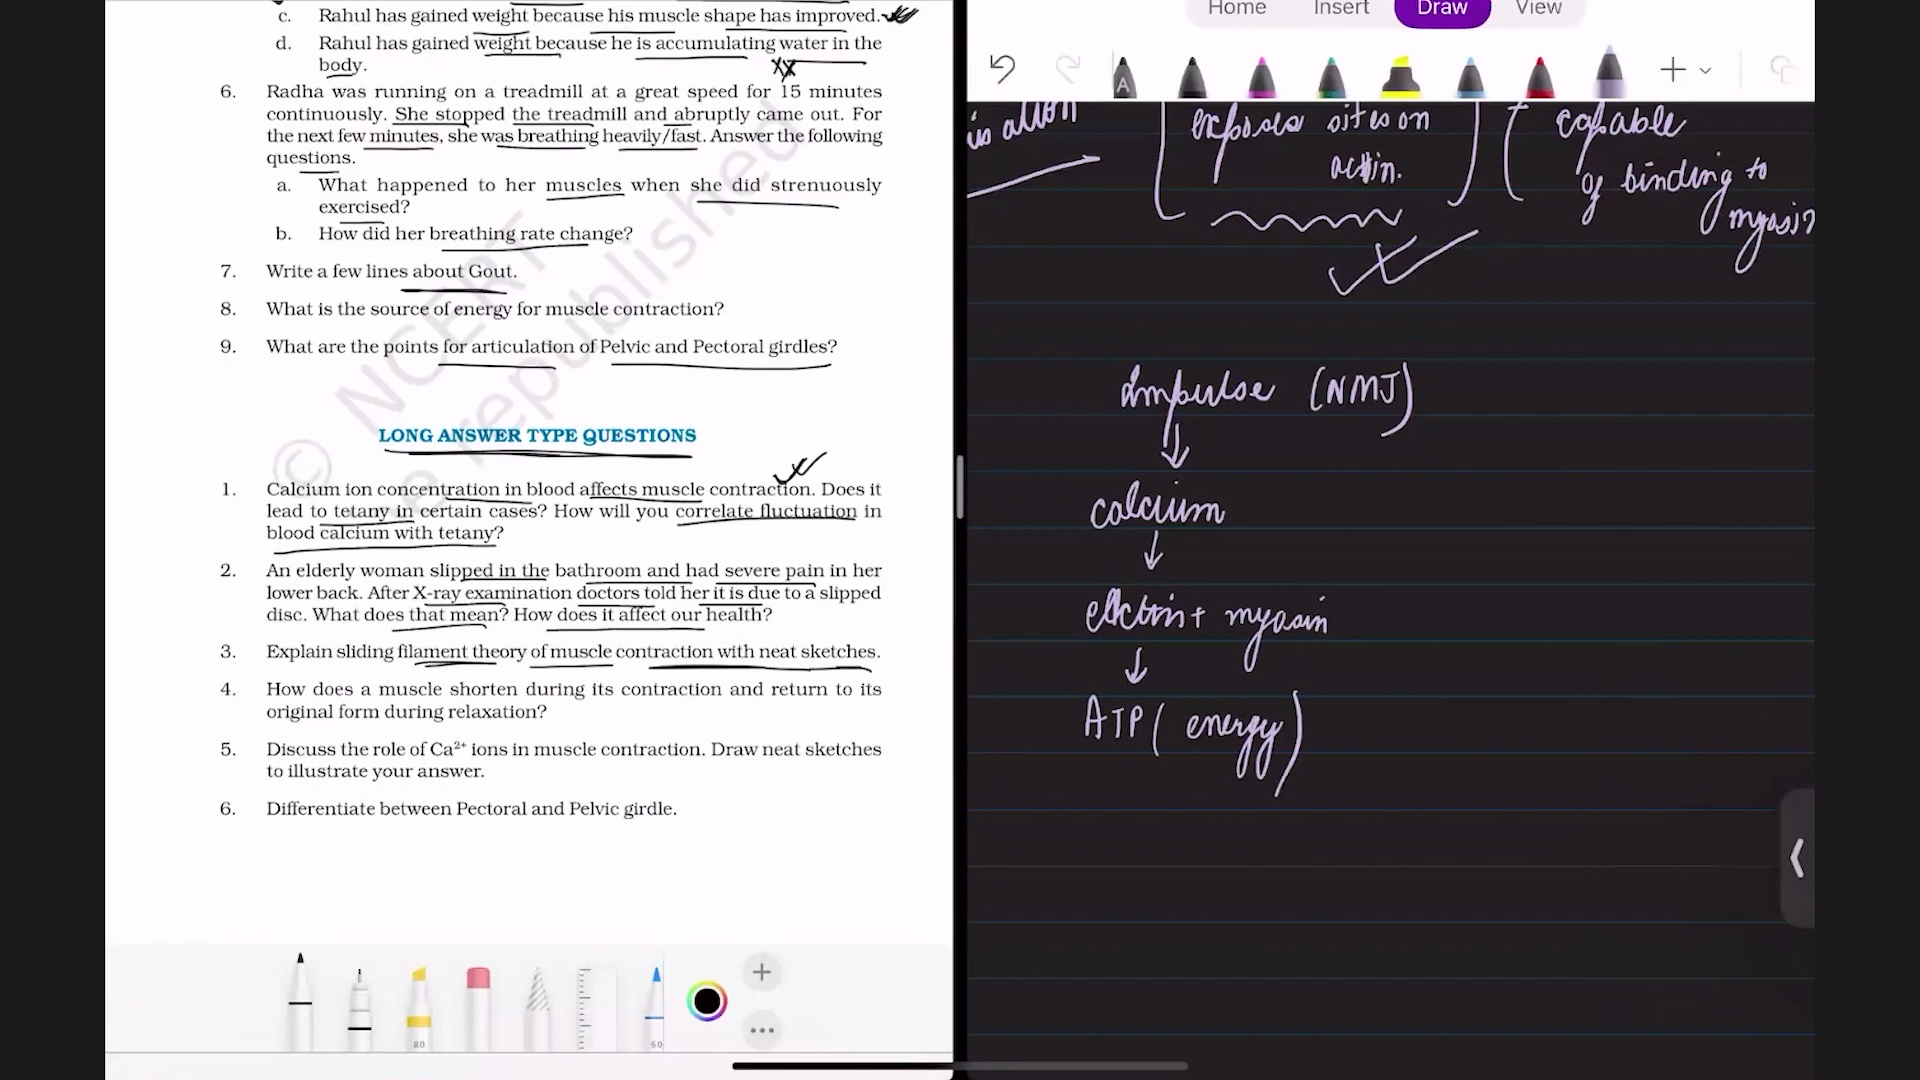 c. Rahul has gained weight because his muscle shape has improved.
d. Rahul has gained weight because he is accumulating water in the
body.
6. Radha was running on a treadmill at a great speed for 15 minutes
continuously. She stopped the treadmill and abruptly came out. For
the next few minutes, she was breathing heavily/fast. Answer the following
questions.
a. What happened to her muscles when she did strenuously
exercised?
b. How did her breathing rate change?
7. Write a few lines about Gout.
8. What is the source of energy for muscle contraction?
9. What are the points for articulation of Pelvic and Pectoral girdles?
© NCERT
republished
LONG ANSWER TYPE QUESTIONS
1. Calcium ion concentration in blood affects muscle contraction. Does it
lead to tetany in certain cases? How will you correlate fluctuation in
blood calcium with tetany?
2. An elderly woman slipped in the bathroom and had severe pain in her
lower back. After X-ray examination doctors told her it is due to a slipped
disc. What does that mean? How does it affect our health?
3. Explain sliding filament theory of muscle contraction with neat sketches.
4. How does a muscle shorten during its contraction and return to its
original form during relaxation?
5. Discuss the role of Ca²⁺ ions in muscle contraction. Draw neat sketches
to illustrate your answer.
6. Differentiate between Pectoral and Pelvic girdle.
80
50
Home Insert Draw View
A
exposes sites on
actin.
capable
of binding to
Impulse (NMJ)
calcium
+ myosin
ATP (energy)